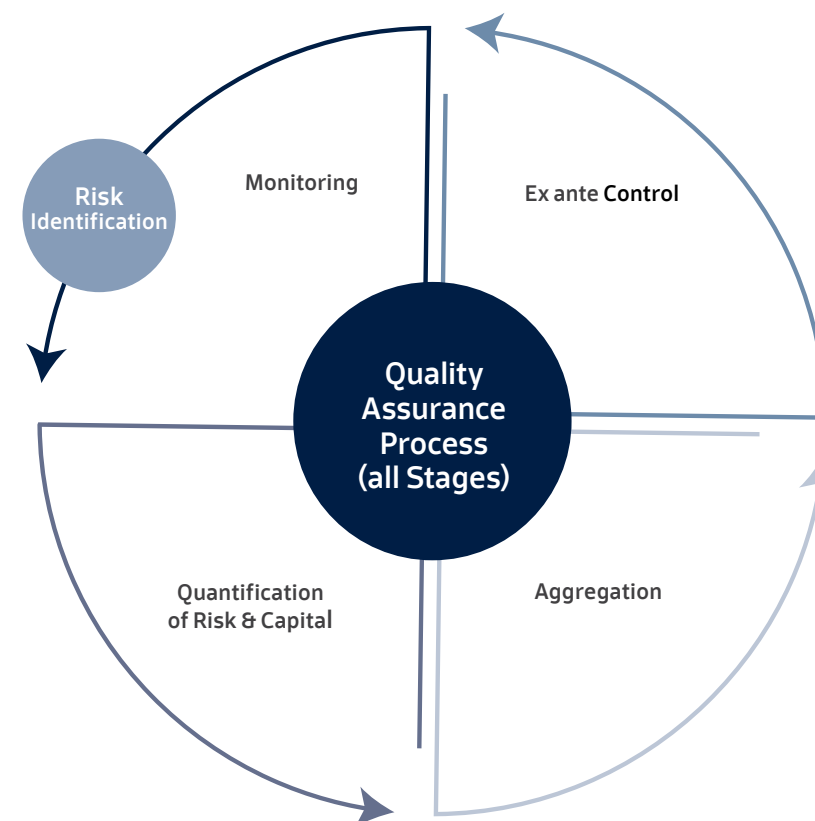 Monitoring
Ex ante Control
Risk
Identification
Quality
Assurance
Process
(all Stages)
Quantification
of Risk & Capital
Aggregation